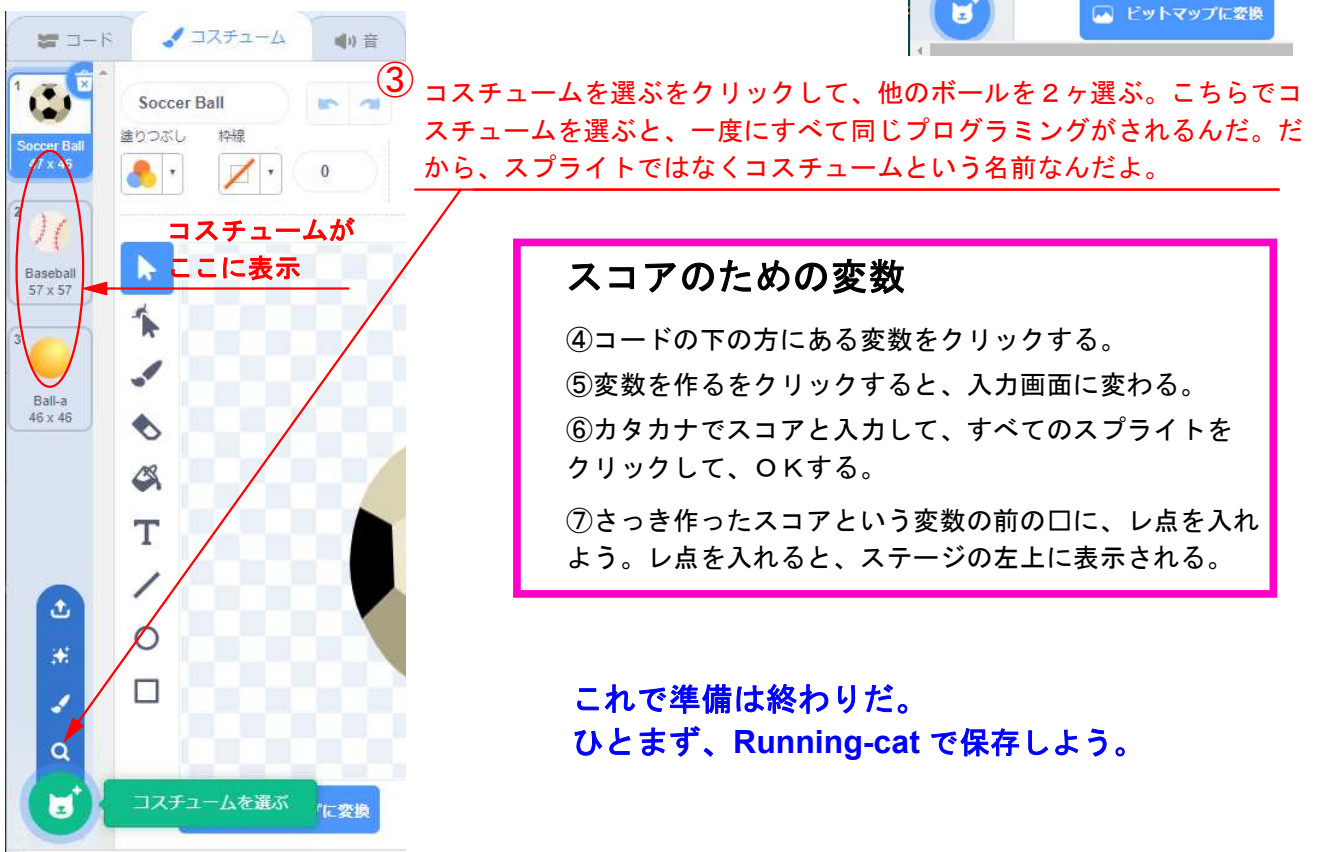 ビットマップに変換
コード
コスチューム
音
1
Soccer Ball
47 x 46
2
Baseball
57 x 57
3
Ball-a
46 x 46
Soccer Ball
塗りつぶし
枠線
0
コスチュームが
ここに表示
T
コスチュームを選ぶ
プに変換
③
コスチュームを選ぶをクリックして、他のボールを２ヶ選ぶ。こちらでコ
スチュームを選ぶと、一度にすべて同じプログラミングがされるんだ。だ
から、スプライトではなくコスチュームという名前なんだよ。
スコアのための変数
④コードの下の方にある変数をクリックする。
⑤変数を作るをクリックすると、入力画面に変わる。
⑥カタカナでスコアと入力して、すべてのスプライトを
クリックして、ＯＫする。
⑦さっき作ったスコアという変数の前の口に、レ点を入れ
よう。レ点を入れると、ステージの左上に表示される。
これで準備は終わりだ。
ひとまず、Running-cat で保存しよう。